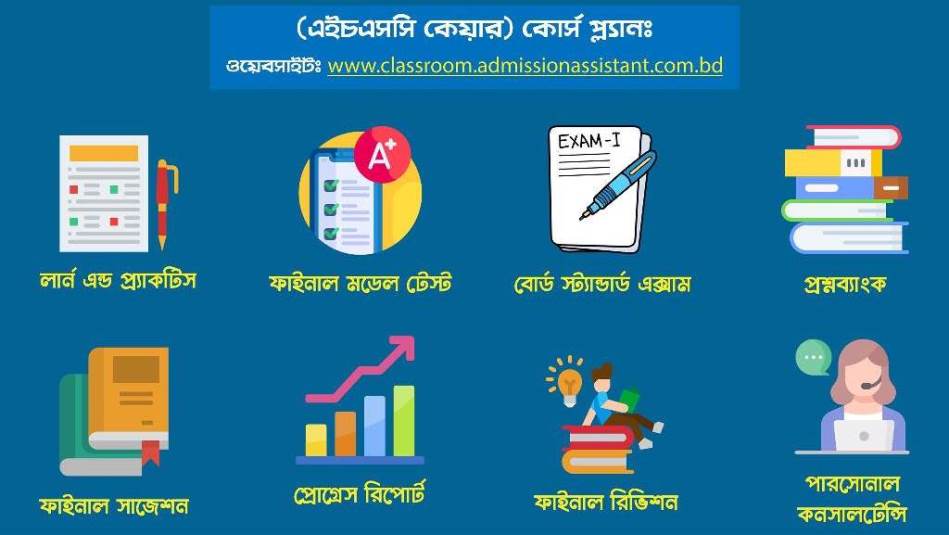 (এইচএসসি কেয়ার) কোর্স প্ল্যানঃ
ওয়েবসাইটঃ www.classroom.admissionassistant.com.bd
A+
EXAM-I
লার্ন এন্ড প্র্যাকটিস
ফাইনাল মডেল টেস্ট
বোর্ড স্ট্যান্ডার্ড এক্সাম
প্রশ্নব্যাংক
ফাইনাল সাজেশন
প্রোগ্রেস রিপোর্ট
ফাইনাল রিভিশন
পারসোনাল
কনসালটেন্সি